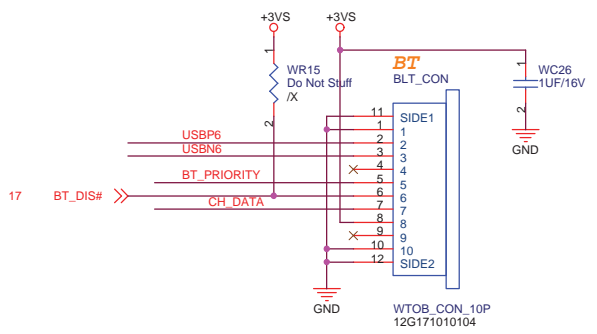 +3VS
+3VS
1
WR15
Do Not Stuff
/X
2
BT
BLT_CON
1
WC26
1UF/16V
2
GND
11
SIDE1
1
1
USBP6
2
2
USBN6
3
3
4
4
BT_PRIORITY
5
5
17
BT_DIS#
6
6
CH_DATA
7
7
8
8
9
9
10
10
12
SIDE2
GND
WTOB_CON_10P
12G171010104